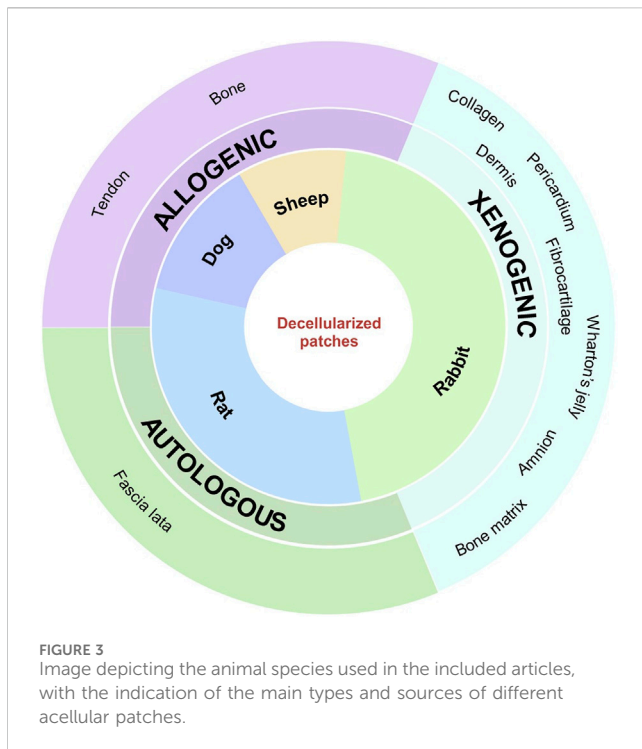 Bone
Tendon
ALLOGENIC
Collagen
Pericardium
Dermis
Fibrocartilage
Wharton's jelly
Amnion
Bone matrix
XENOGENIC
Sheep
Dog
Rabbit
Rat
Decellularized
patches
AUTOLOGOUS
Fascia lata
FIGURE 3
Image depicting the animal species used in the included articles,
with the indication of the main types and sources of different
acellular patches.